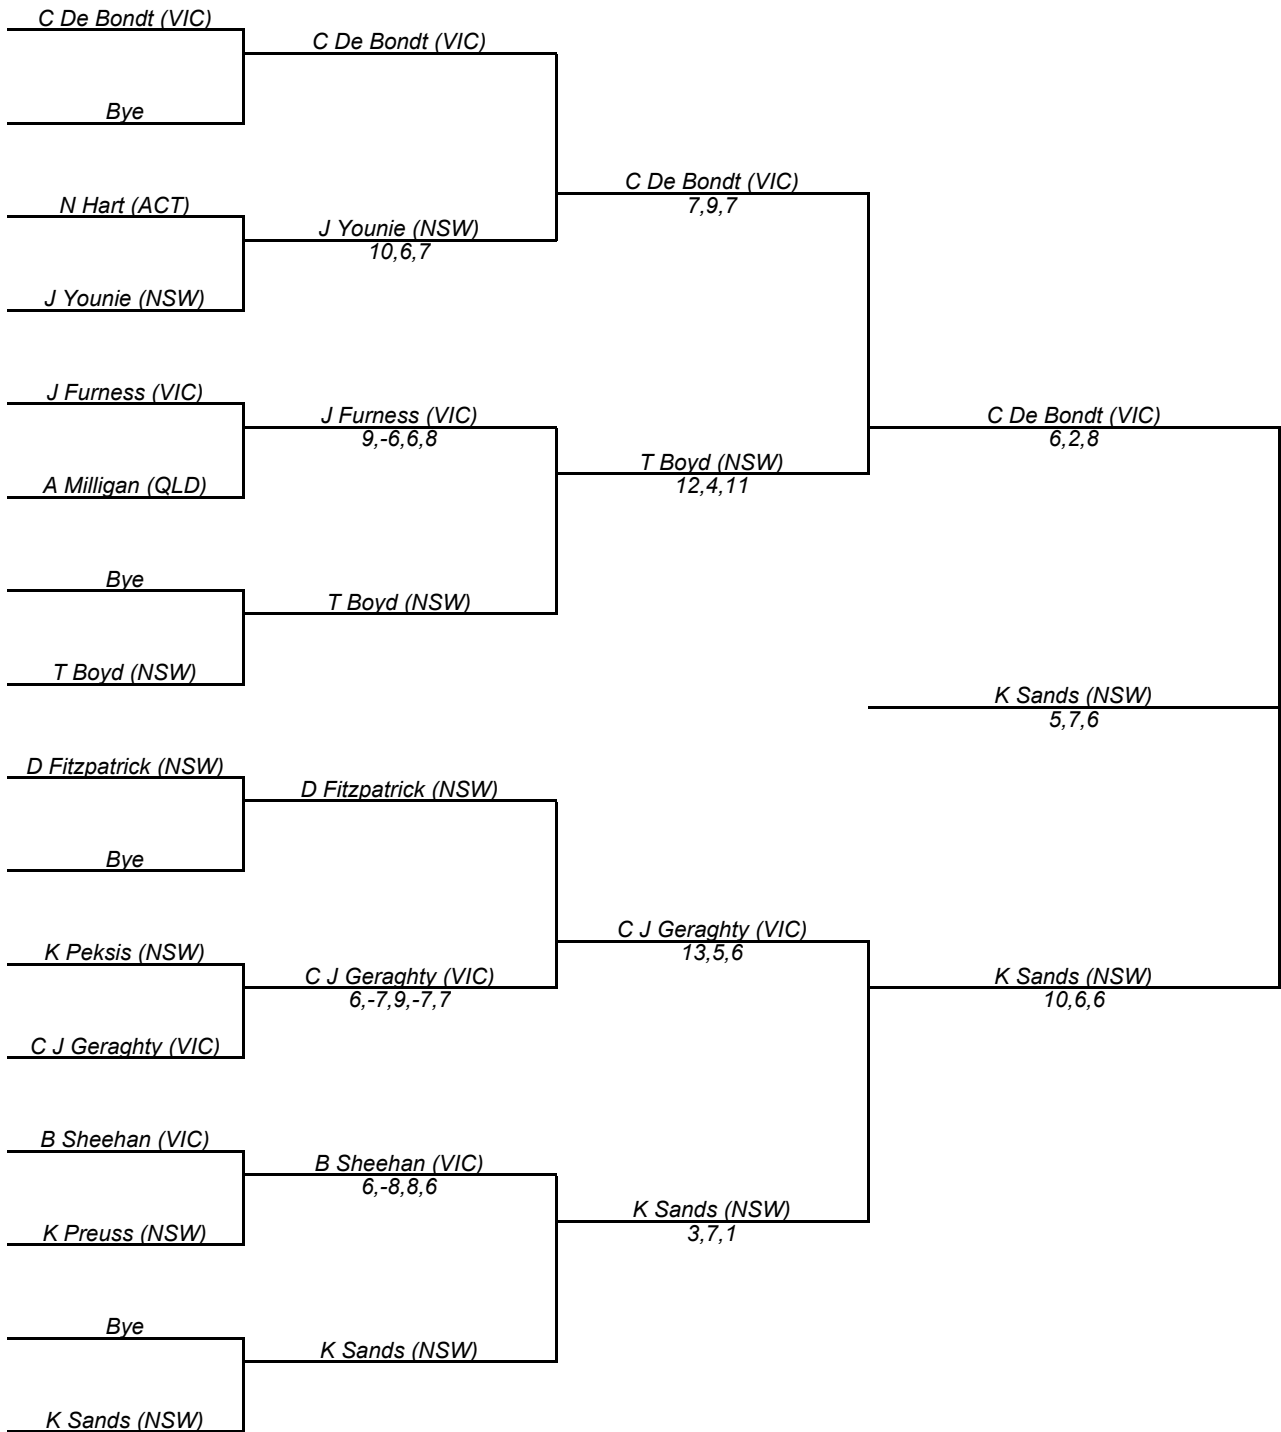 C De Bondt (VIC)
C De Bondt (VIC)
Bye
C De Bondt (VIC)
7,9,7
N Hart (ACT)
J Younie (NSW)
10,6,7
J Younie (NSW)
J Furness (VIC)
J Furness (VIC)
9,-6,6,8
C De Bondt (VIC)
6,2,8
T Boyd (NSW)
12,4,11
A Milligan (QLD)
Bye
T Boyd (NSW)
T Boyd (NSW)
K Sands (NSW)
5,7,6
D Fitzpatrick (NSW)
D Fitzpatrick (NSW)
Bye
C J Geraghty (VIC)
13,5,6
K Peksis (NSW)
C J Geraghty (VIC)
6,-7,9,-7,7
K Sands (NSW)
10,6,6
C J Geraghty (VIC)
B Sheehan (VIC)
B Sheehan (VIC)
6,-8,8,6
K Sands (NSW)
3,7,1
K Preuss (NSW)
Bye
K Sands (NSW)
K Sands (NSW)